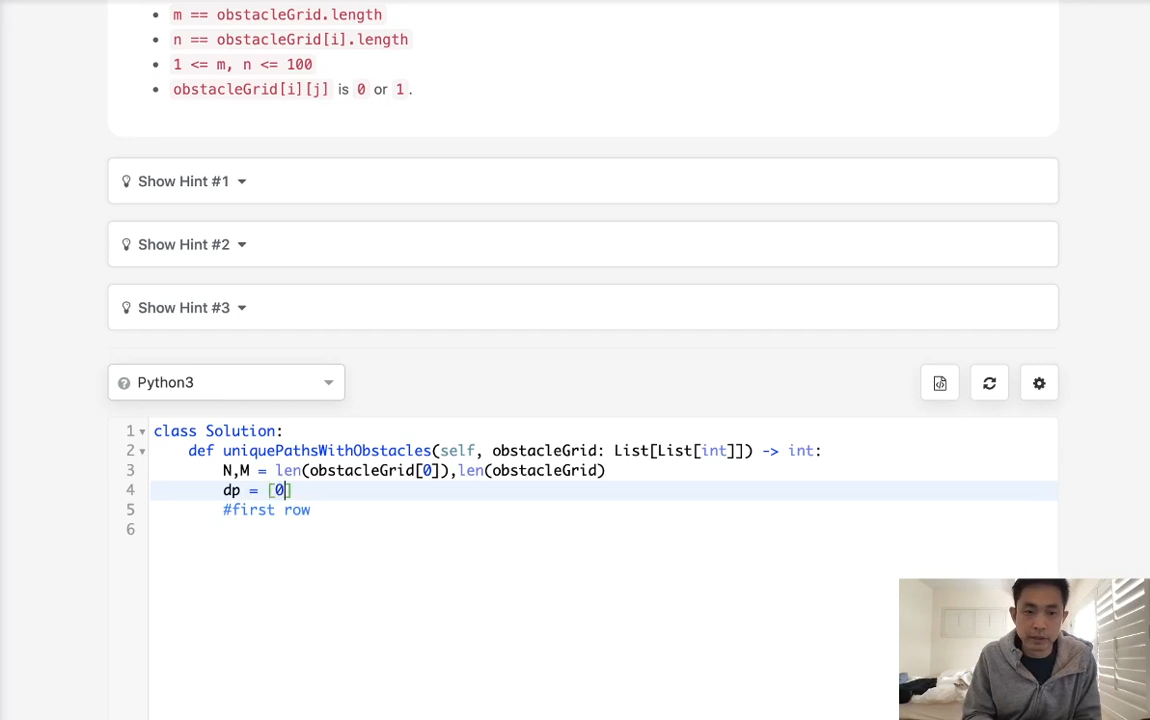 m == obstacleGrid.length
n == obstacleGrid[i].length
1 <= m, n <= 100
obstacleGrid[i][j] is 0 or 1.
Show Hint #1
Show Hint #2
Show Hint #3
Python3
1 class Solution:
2 def uniquePathsWithObstacles(self, obstacleGrid: List[List[int]]) -> int:
3 N,M = len(obstacleGrid[0]),len(obstacleGrid)
4 dp = [0]
5 #first row
6